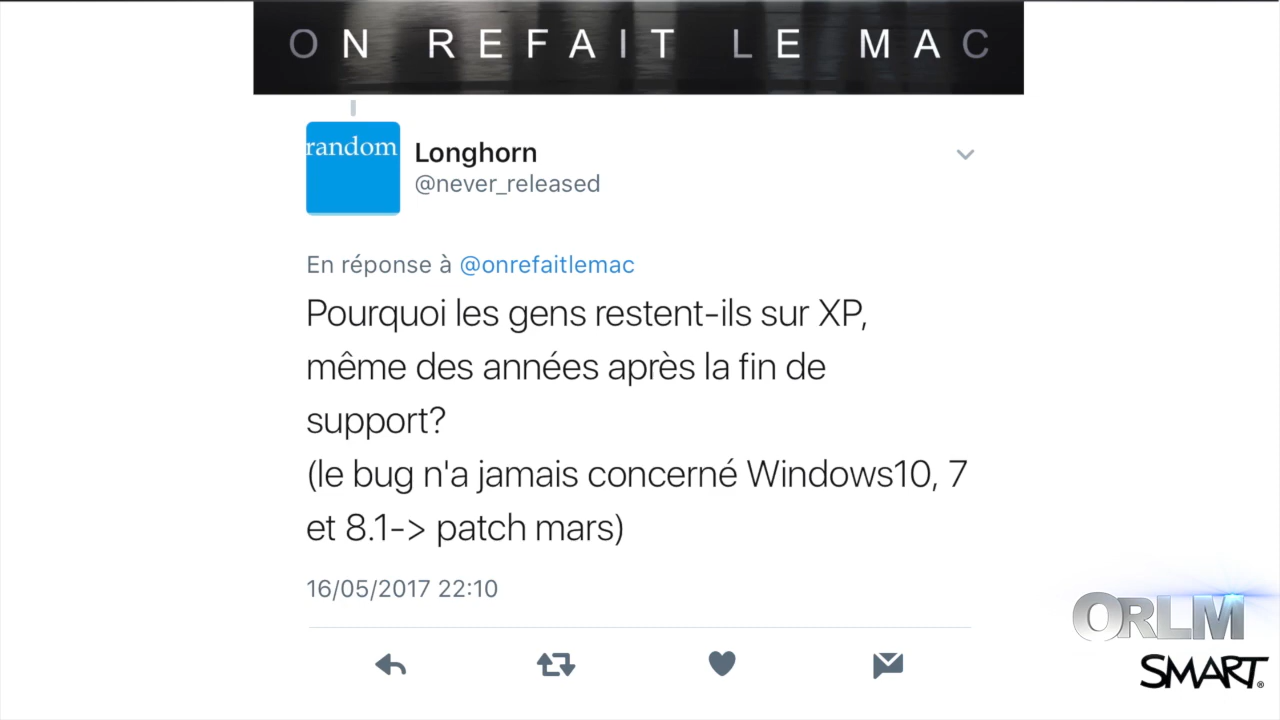 ON REFAIT LE MAC
random
Longhorn
@never_released
En réponse à @onrefaitlemac
Pourquoi les gens restent-ils sur XP,
même des années après la fin de
support?
(le bug n'a jamais concerné Windows10, 7
et 8.1-> patch mars)
16/05/2017 22:10
ORLM
SMART®